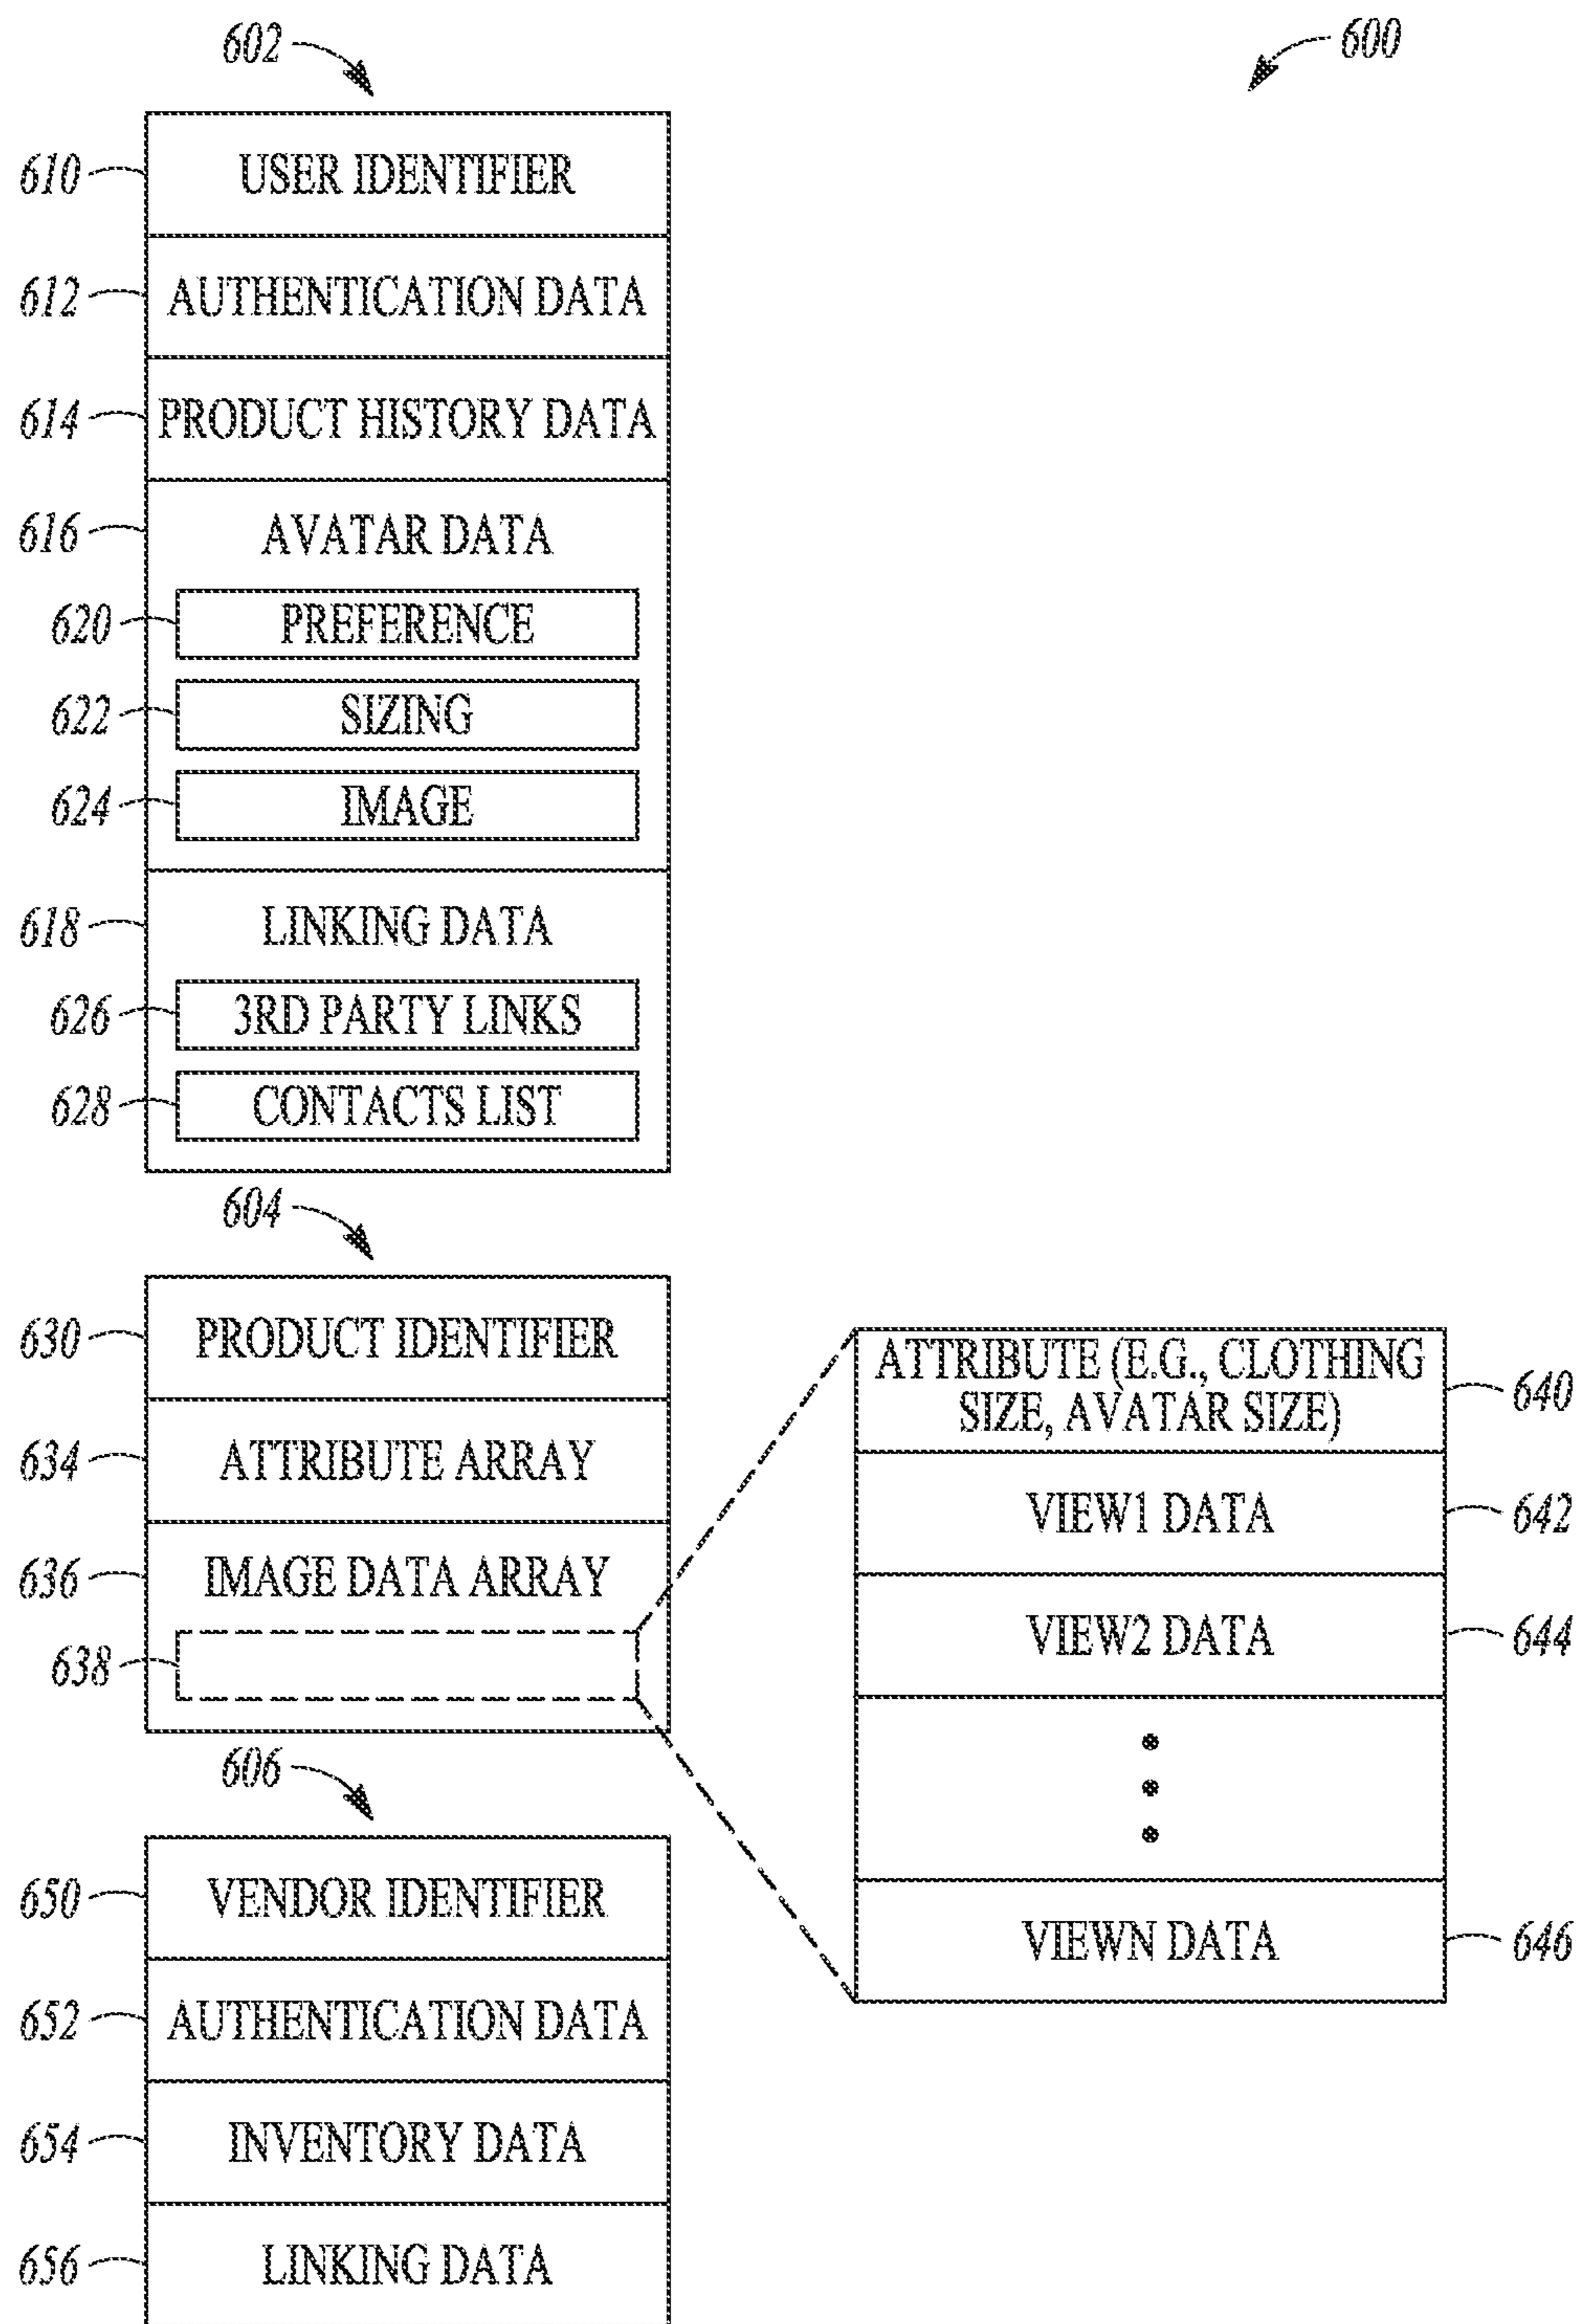 602
600
610
USER IDENTIFIER
612
AUTHENTICATION DATA
614
PRODUCT HISTORY DATA
616
AVATAR DATA
620
PREFERENCE
622
SIZING
624
IMAGE
618
LINKING DATA
626
3RD PARTY LINKS
628
CONTACTS LIST
604
630
PRODUCT IDENTIFIER
634
ATTRIBUTE ARRAY
636
IMAGE DATA ARRAY
638
ATTRIBUTE (E.G., CLOTHING
SIZE, AVATAR SIZE)
640
VIEW1 DATA
642
VIEW2 DATA
644
VIEWN DATA
646
606
650
VENDOR IDENTIFIER
652
AUTHENTICATION DATA
654
INVENTORY DATA
656
LINKING DATA